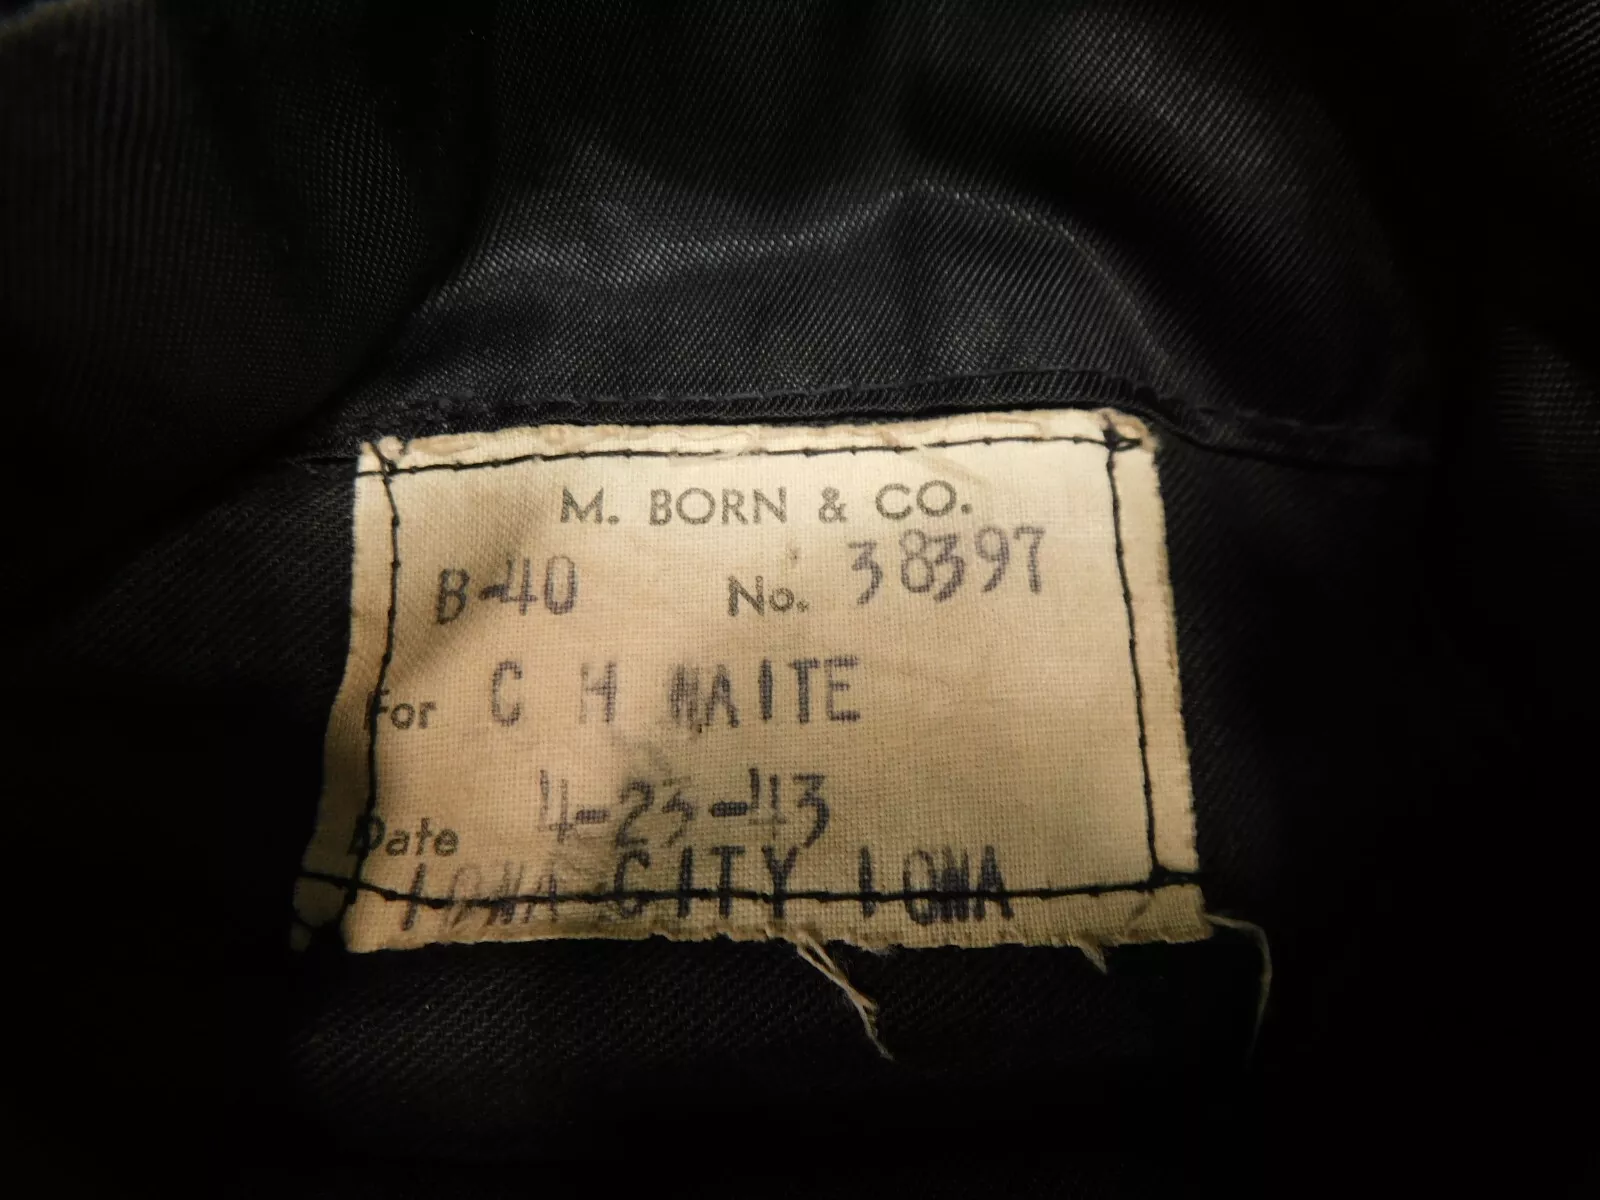 M. BORN & CO.
B-40 No. 38397
For C H WAITE
Date 4-23-43
IOWA CITY IOWA